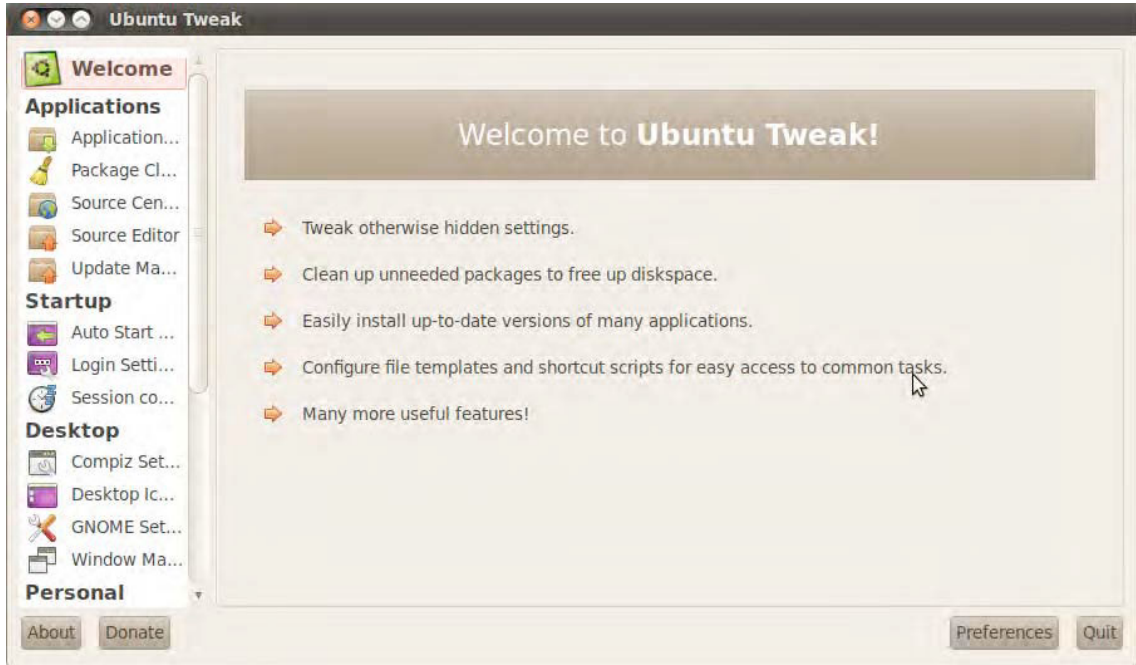 Ubuntu Tweak
Welcome
Applications
Application...
Package Cl...
Source Cen...
Source Editor
Update Ma...
Startup
Auto Start ...
Login Setti...
Session co...
Desktop
Compiz Set...
Desktop Ic...
GNOME Set...
Window Ma...
Personal
Welcome to Ubuntu Tweak!
Tweak otherwise hidden settings.
Clean up unneeded packages to free up diskspace.
Easily install up-to-date versions of many applications.
Configure file templates and shortcut scripts for easy access to common tasks.
Many more useful features!
About Donate Preferences Quit